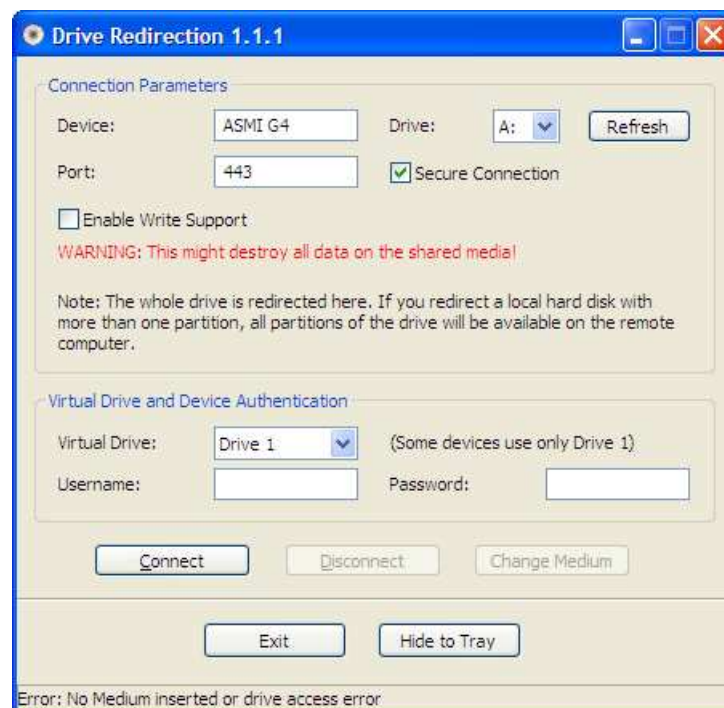 Drive Redirection 1.1.1
Connection Parameters
Device: ASMI G4 Drive: A: Refresh
Port: 443 Secure Connection
Enable Write Support
WARNING: This might destroy all data on the shared media!
Note: The whole drive is redirected here. If you redirect a local hard disk with
more than one partition, all partitions of the drive will be available on the remote
computer.
Virtual Drive and Device Authentication
Virtual Drive: Drive 1 (Some devices use only Drive 1)
Username: Password:
Connect Disconnect Change Medium
Exit Hide to Tray
Error: No Medium inserted or drive access error